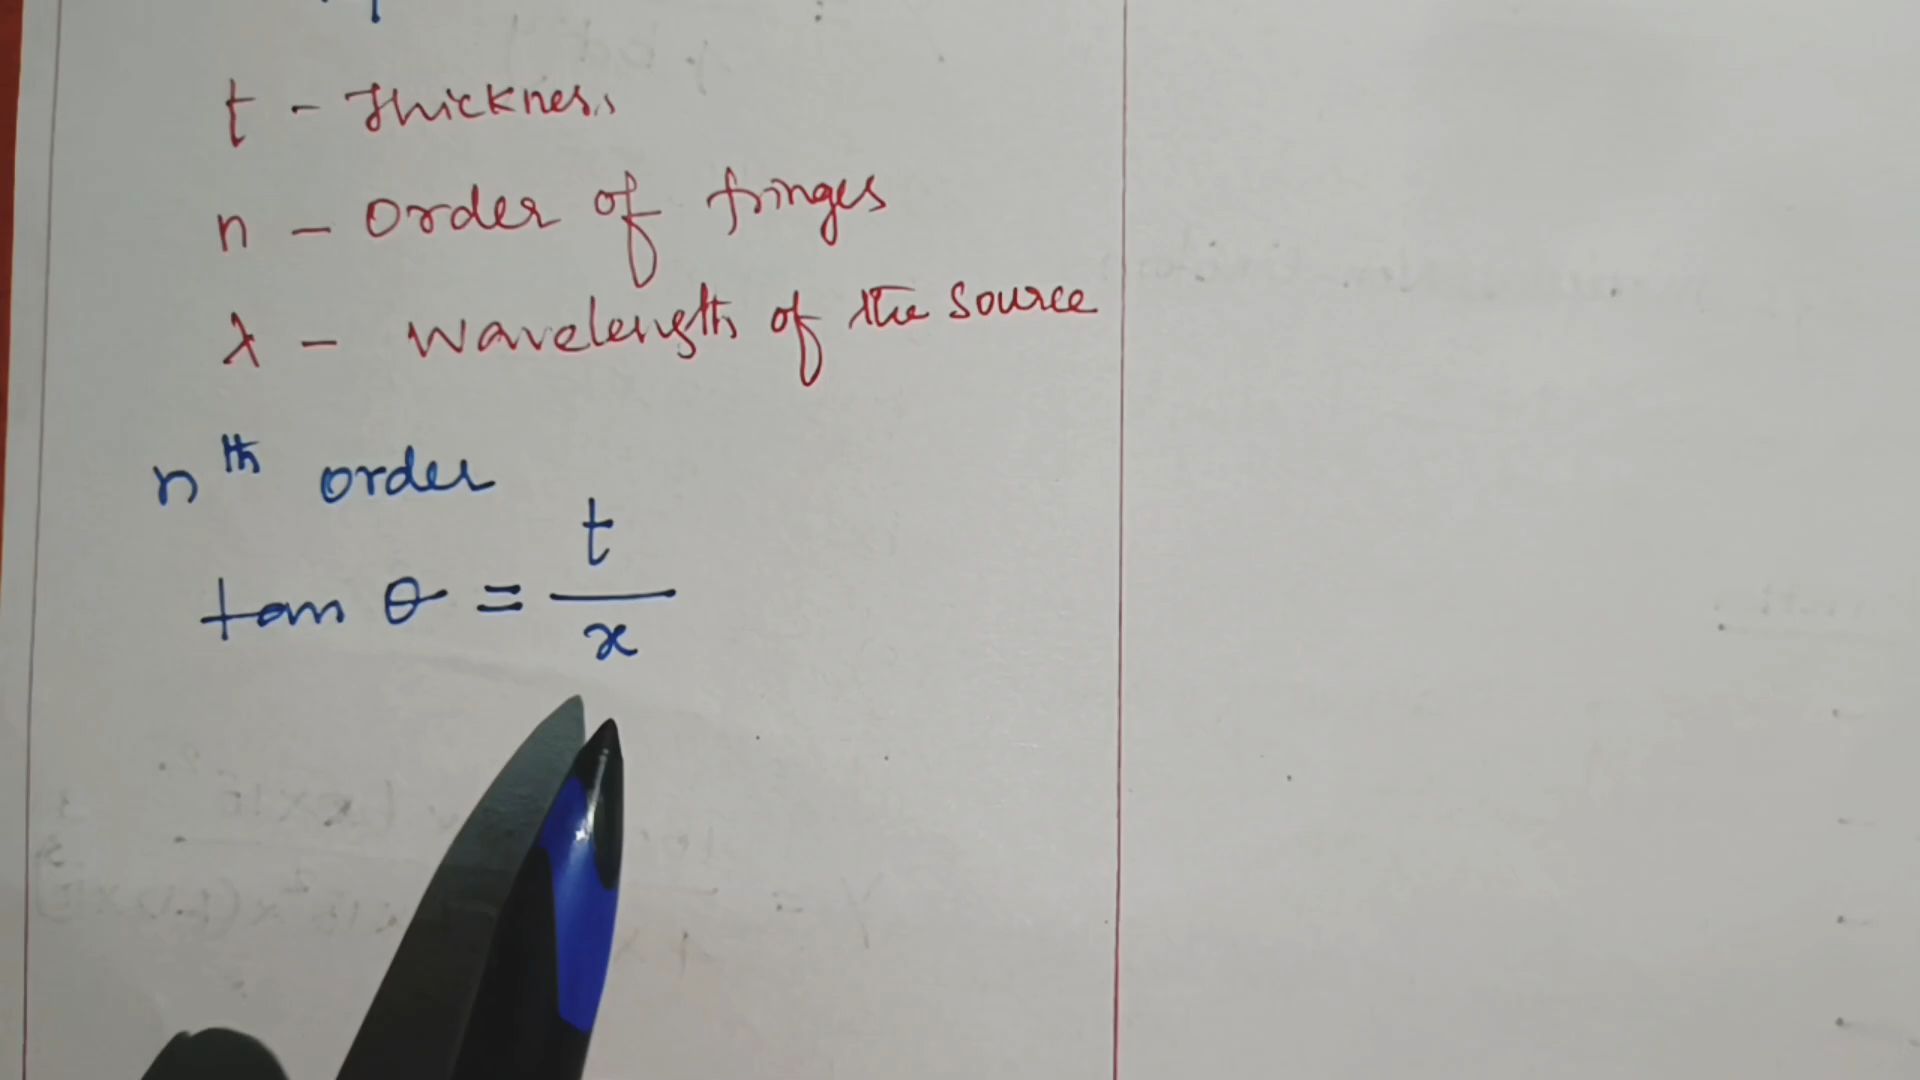 t - Thickness
n - order of fringes
λ - wavelength of the source
nth order
tan θ = t/x